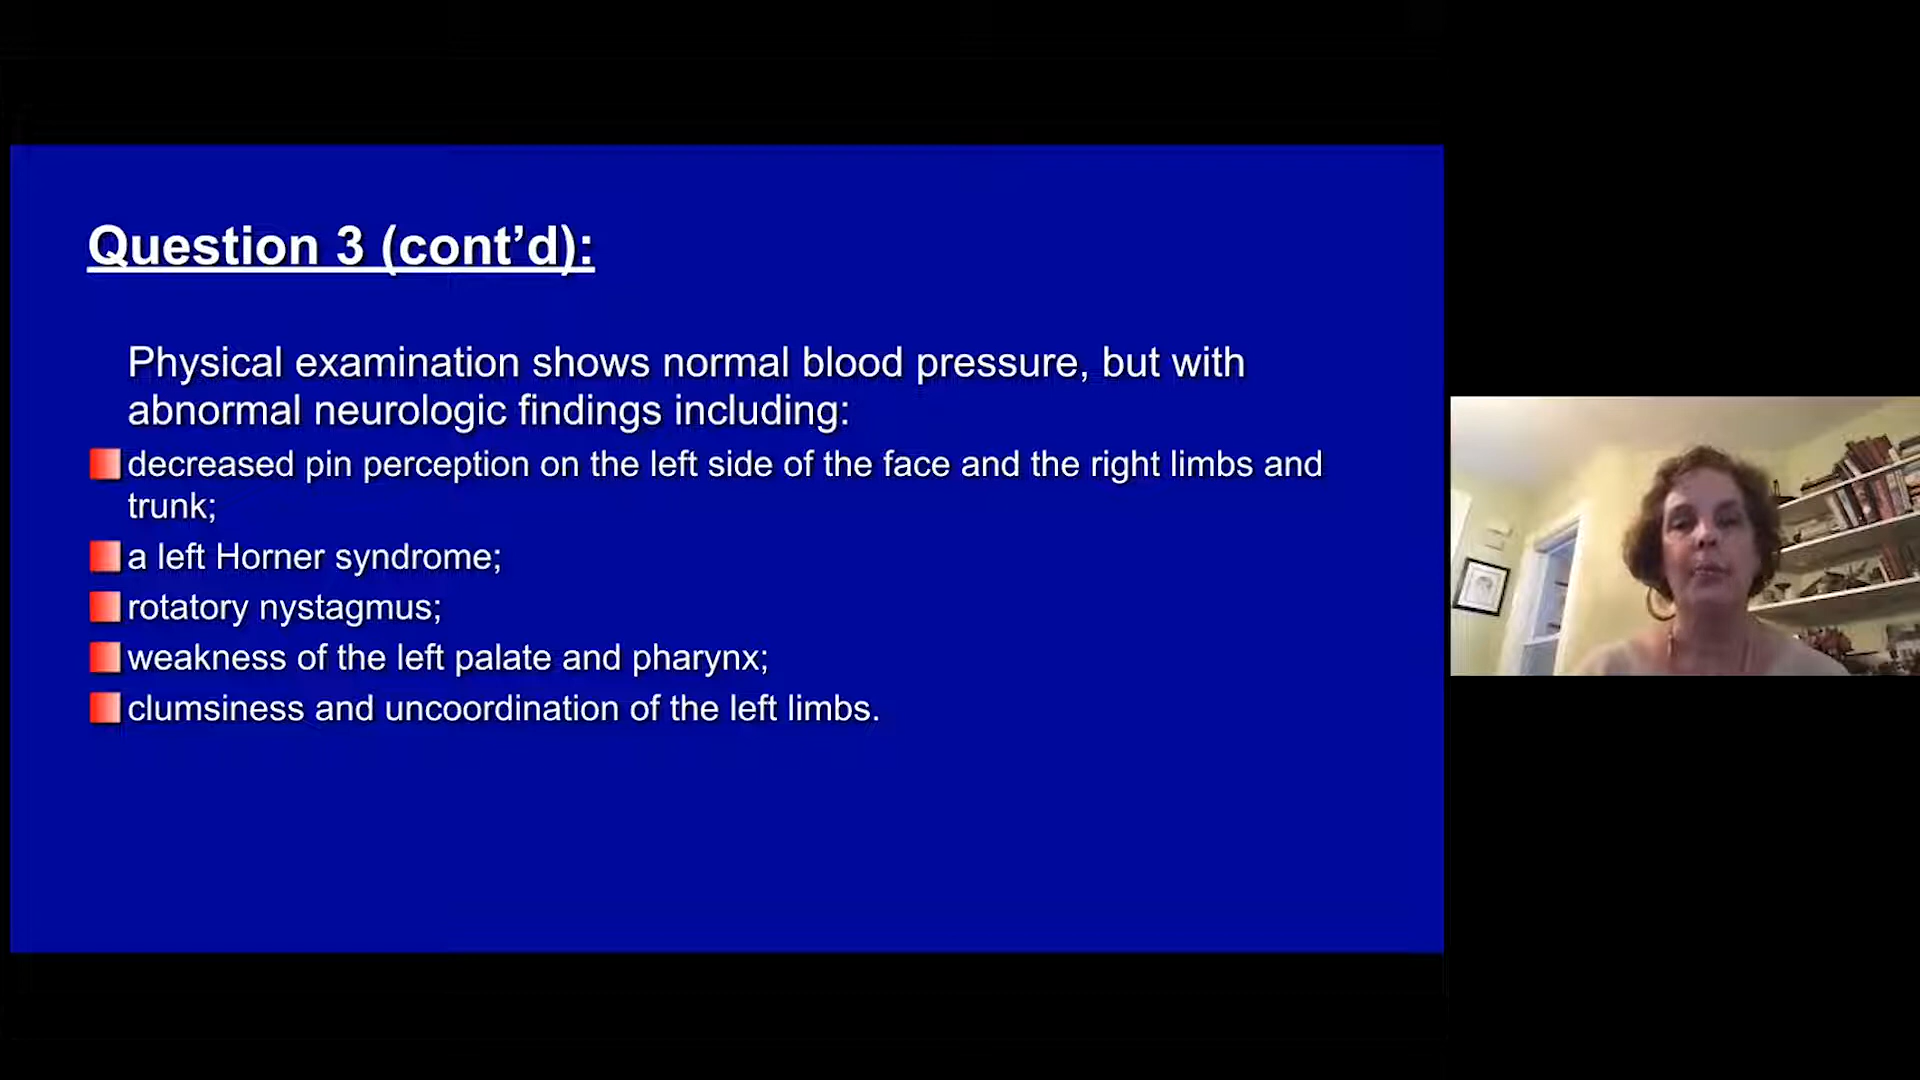 Question 3 (cont’d):
Physical examination shows normal blood pressure, but with
abnormal neurologic findings including:
decreased pin perception on the left side of the face and the right limbs and
trunk;
a left Horner syndrome;
rotatory nystagmus;
weakness of the left palate and pharynx;
clumsiness and uncoordination of the left limbs.